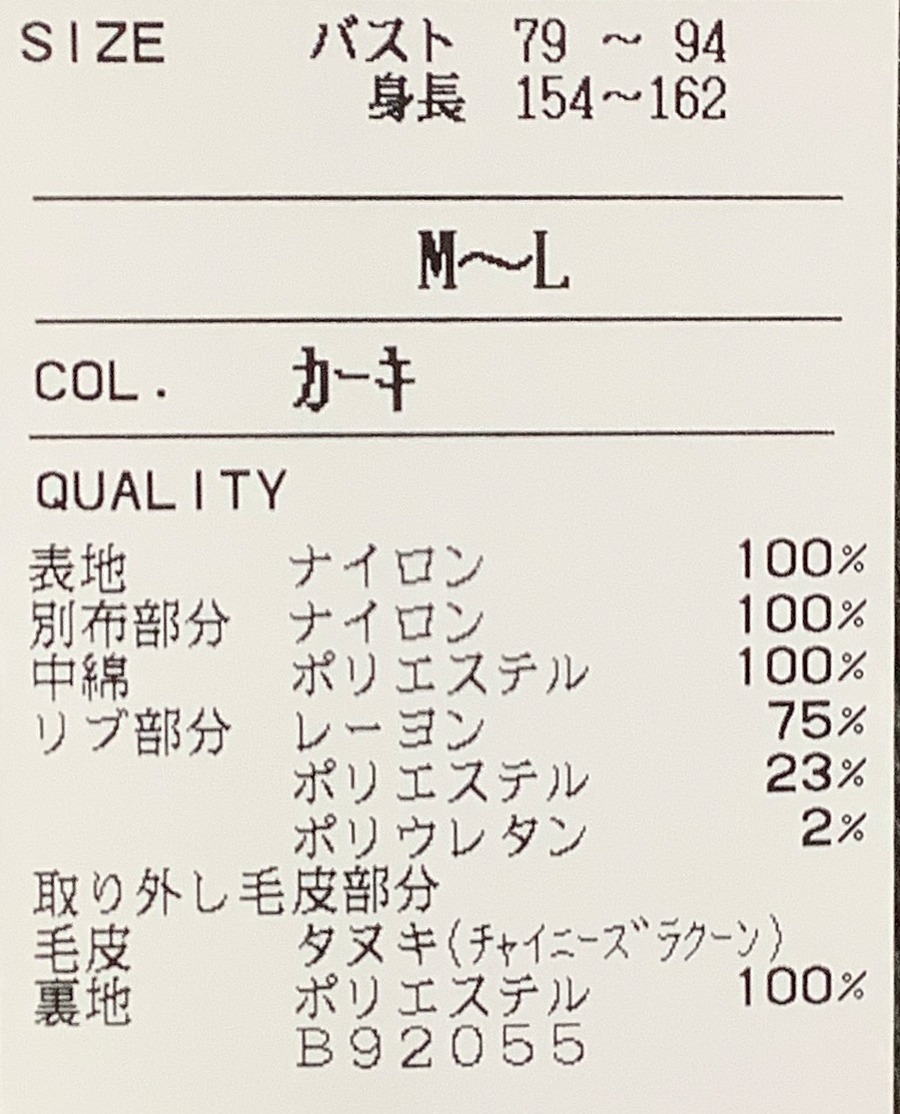 SIZE バスト 79 ～ 94
身長 154～162
M～L
COL. カーキ
QUALITY
表地 ナイロン 100%
別布部分 ナイロン 100%
中綿 ポリエステル 100%
リブ部分 レーヨン 75%
ポリエステル 23%
ポリウレタン 2%
取り外し毛皮部分
毛皮 タヌキ(チャイニーズラクーン)
裏地 ポリエステル 100%
B92055